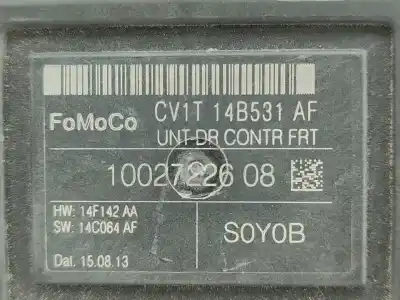 CV1T 14B531 AF
FoMoCo
UNT-DR CONTR FRT
10027226 08
HW: 14F142 AA
SW: 14C064 AF
SOYOB
Dat. 15.08.13